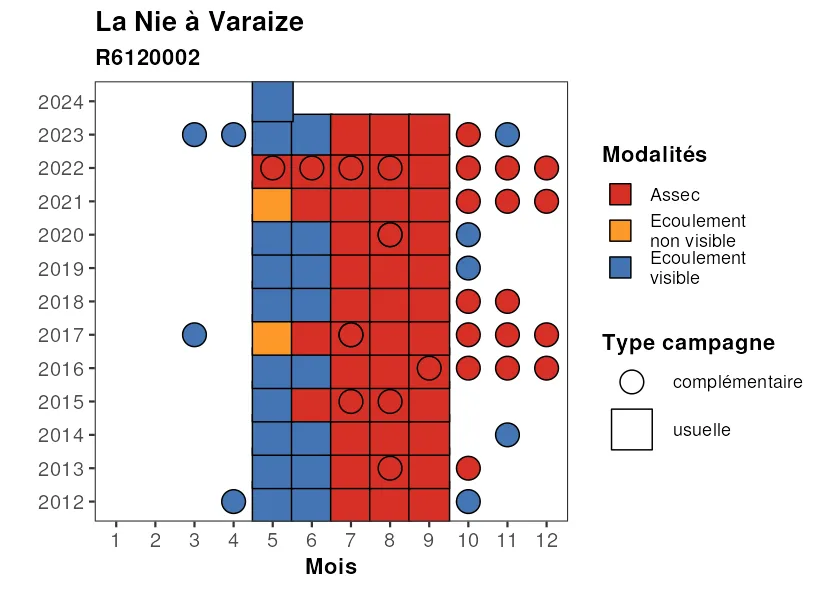 La Nie à Varaize
R6120002
2024
2023
2022
2021
2020
2019
2018
2017
2016
2015
2014
2013
2012
1 2 3 4 5 6 7 8 9 10 11 12
Mois
Modalités
Assec
Ecoulement
non visible
Ecoulement
visible
Type campagne
complémentaire
usuelle